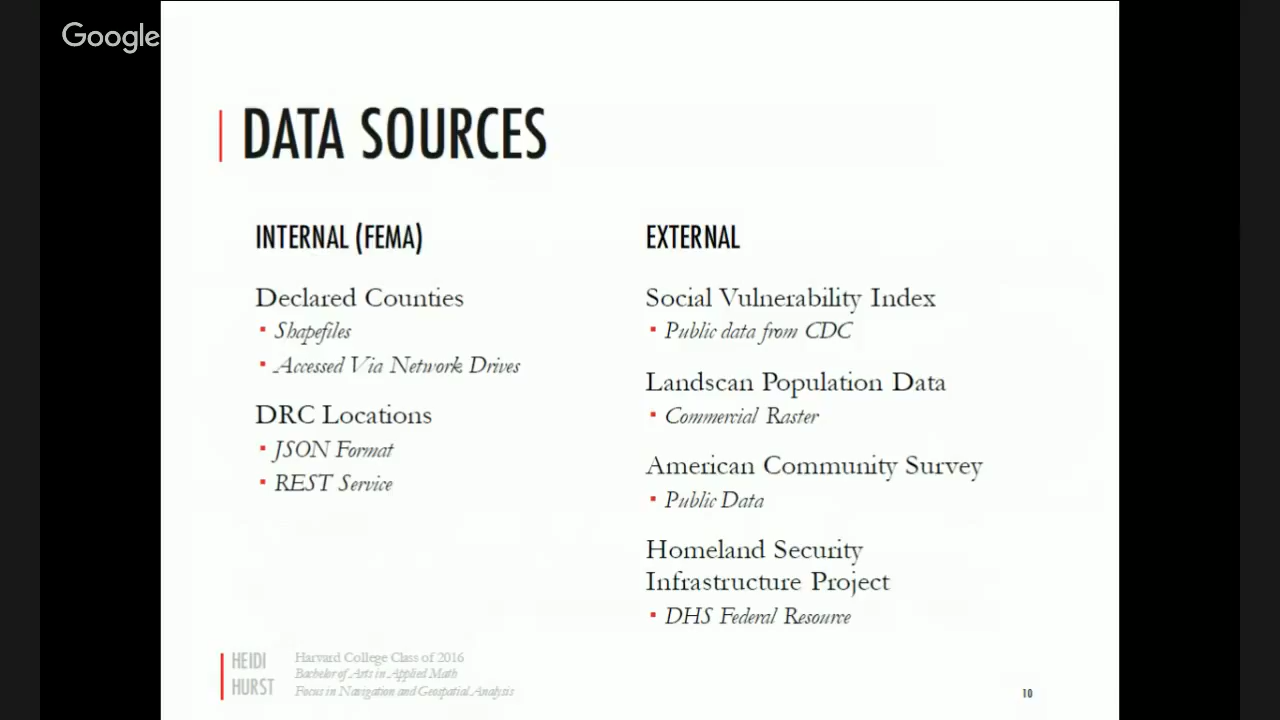 Google
DATA SOURCES
INTERNAL (FEMA)
Declared Counties
Shapefiles
Accessed Via Network Drives
DRC Locations
JSON Format
REST Service
EXTERNAL
Social Vulnerability Index
Public data from CDC
Landscan Population Data
Commercial Raster
American Community Survey
Public Data
Homeland Security
Infrastructure Project
DHS Federal Resource
HEIDI
HURST
Harvard College Class of 2016
Bachelor of Arts in Applied Math
Focus in Navigation and Geospatial Analysis
10